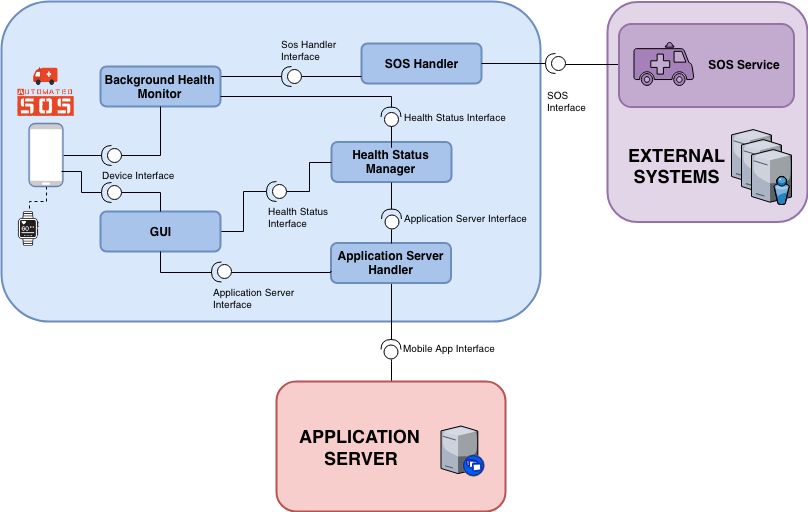 Sos Handler
Interface
SOS Handler
SOS Service
Background Health
Monitor
AUTOMATED
SOS
SOS
Interface
Health Status Interface
EXTERNAL
SYSTEMS
Health Status
Manager
Device Interface
Health Status
Interface
Application Server Interface
GUI
Application Server
Handler
Application Server
Interface
Mobile App Interface
APPLICATION
SERVER